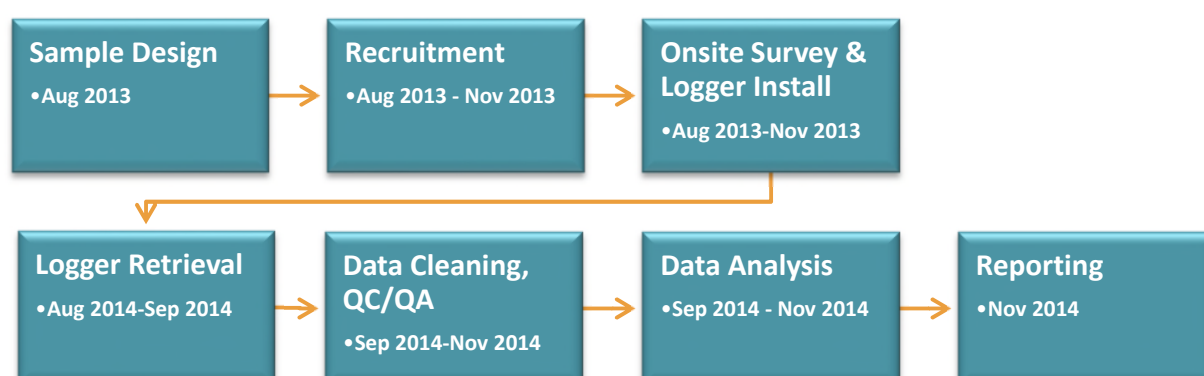 Sample Design
•Aug 2013
Recruitment
•Aug 2013 - Nov 2013
Onsite Survey &
Logger Install
•Aug 2013-Nov 2013
Logger Retrieval
•Aug 2014-Sep 2014
Data Cleaning,
QC/QA
•Sep 2014-Nov 2014
Data Analysis
•Sep 2014 - Nov 2014
Reporting
•Nov 2014